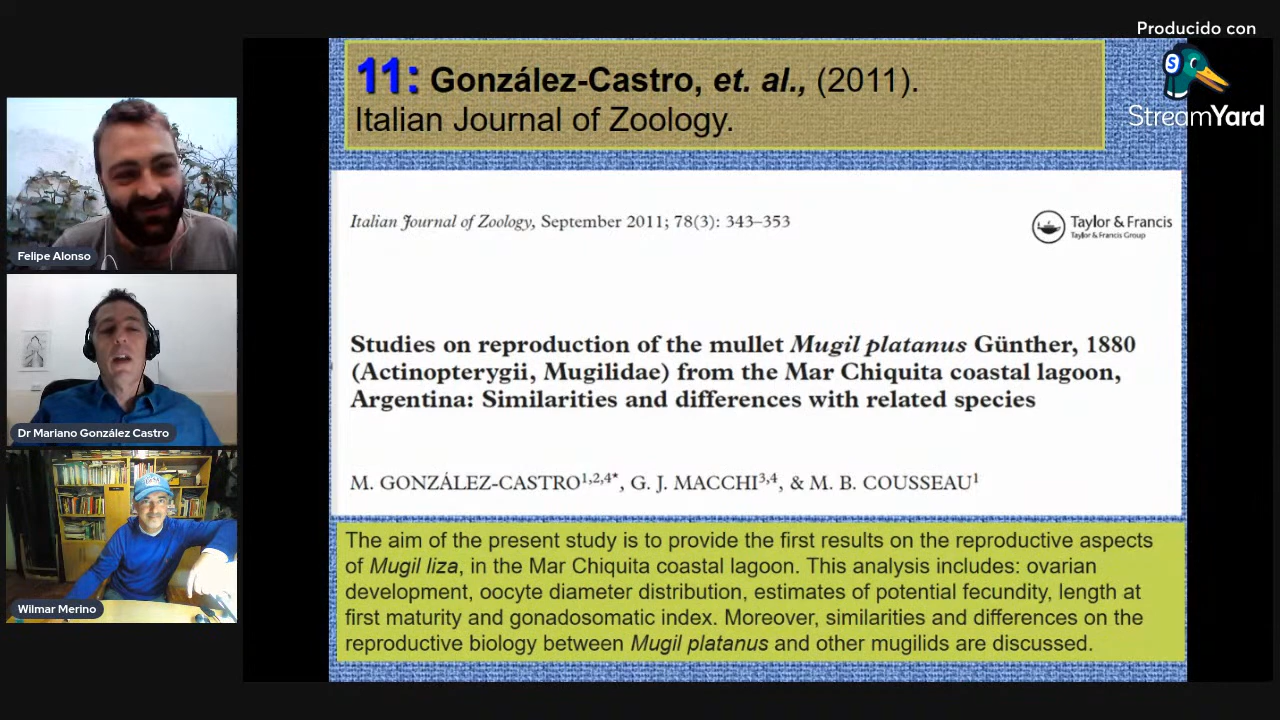 Producido con
StreamYard
11: González-Castro, et. al., (2011).
Italian Journal of Zoology.
Italian Journal of Zoology, September 2011; 78(3): 343–353
Taylor & Francis
Taylor & Francis Group
Studies on reproduction of the mullet Mugil platanus Günther, 1880
(Actinopterygii, Mugilidae) from the Mar Chiquita coastal lagoon,
Argentina: Similarities and differences with related species
M. GONZÁLEZ-CASTRO1,2,4*, G. J. MACCHI3,4, & M. B. COUSSEAU1
The aim of the present study is to provide the first results on the reproductive aspects
of Mugil liza, in the Mar Chiquita coastal lagoon. This analysis includes: ovarian
development, oocyte diameter distribution, estimates of potential fecundity, length at
first maturity and gonadosomatic index. Moreover, similarities and differences on the
reproductive biology between Mugil platanus and other mugilids are discussed.
Felipe Alonso
Dr Mariano González Castro
Wilmar Merino